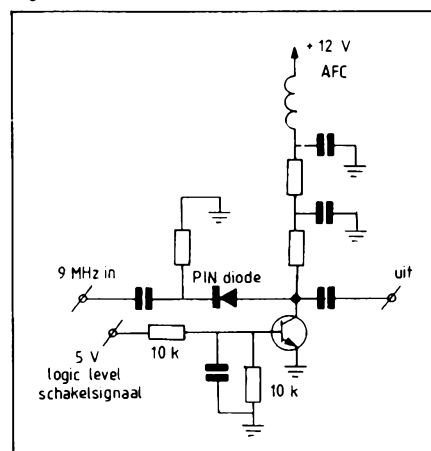 + 12 V
AFC
9 MHz in
PIN diode
uit
5 V
logic level
schakelsignaal
10 k
10 k